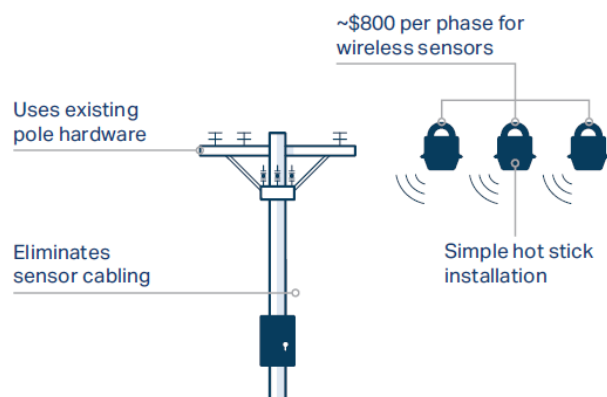 ~$800 per phase for
wireless sensors
Uses existing
pole hardware
Eliminates
sensor cabling
Simple hot stick
installation